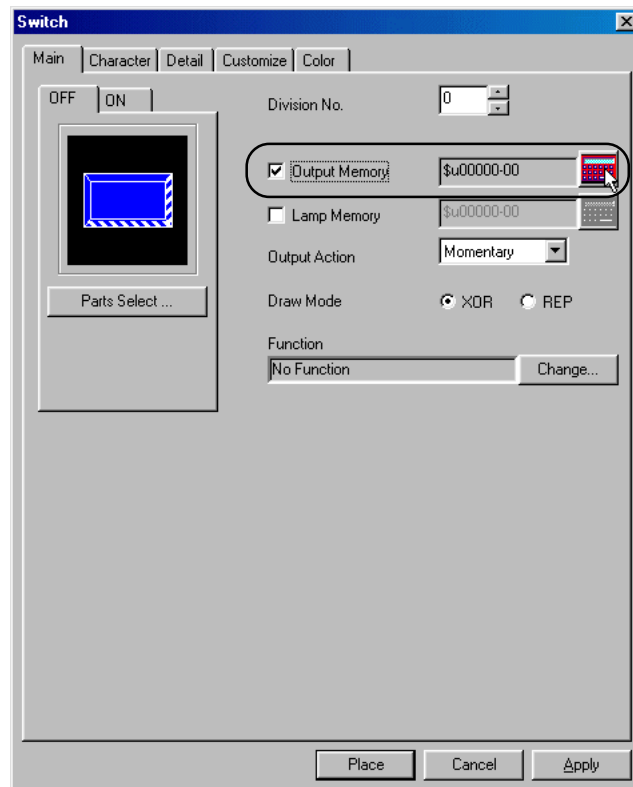 Switch
Main Character Detail Customize Color
OFF ON
Division No. 0
Output Memory $u00000-00
Lamp Memory $u00000-00
Output Action Momentary
Parts Select ...
Draw Mode XOR REP
Function
No Function Change...
Place Cancel Apply